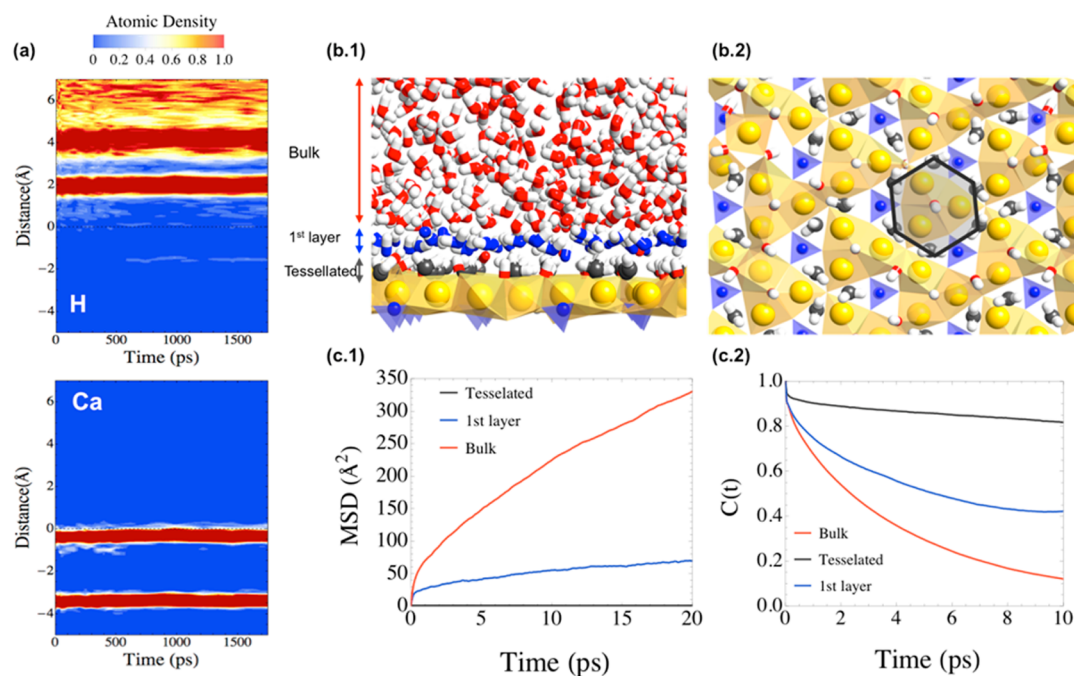 Atomic Density
(a)
0 0.2 0.4 0.6 0.8 1.0
(b.1)
(b.2)
6
4
2
0
−2
−4
Distance(Å)
H
0 500 1000 1500
Time (ps)
Bulk
1st layer
Tessellated
Ca
6
4
2
0
−2
−4
Distance(Å)
0 500 1000 1500
Time (ps)
(c.1)
350
300
250
200
150
100
50
0
MSD (Å2)
Tesselated
1st layer
Bulk
0 5 10 15 20
Time (ps)
(c.2)
1.0
0.8
0.6
0.4
0.2
0.0
C(t)
Bulk
Tesselated
1st layer
0 2 4 6 8 10
Time (ps)